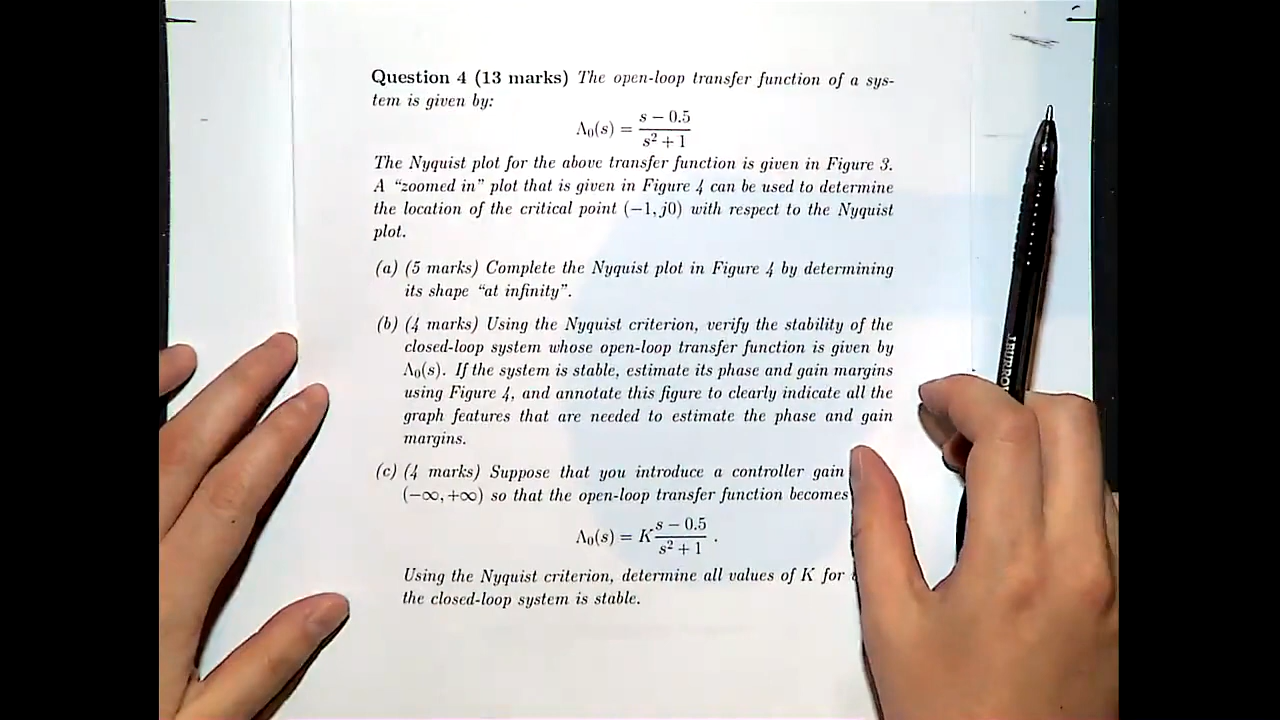 Question 4 (13 marks) The open-loop transfer function of a sys-
tem is given by:
Λ₀(s) = (s − 0.5)/(s² + 1)
The Nyquist plot for the above transfer function is given in Figure 3.
A “zoomed in” plot that is given in Figure 4 can be used to determine
the location of the critical point (−1, j0) with respect to the Nyquist
plot.
(a) (5 marks) Complete the Nyquist plot in Figure 4 by determining
its shape “at infinity”.
(b) (4 marks) Using the Nyquist criterion, verify the stability of the
closed-loop system whose open-loop transfer function is given by
Λ₀(s). If the system is stable, estimate its phase and gain margins
using Figure 4, and annotate this figure to clearly indicate all the
graph features that are needed to estimate the phase and gain
margins.
(c) (4 marks) Suppose that you introduce a controller gain
(−∞, +∞) so that the open-loop transfer function becomes
Λ₀(s) = K (s − 0.5)/(s² + 1) .
Using the Nyquist criterion, determine all values of K for
the closed-loop system is stable.